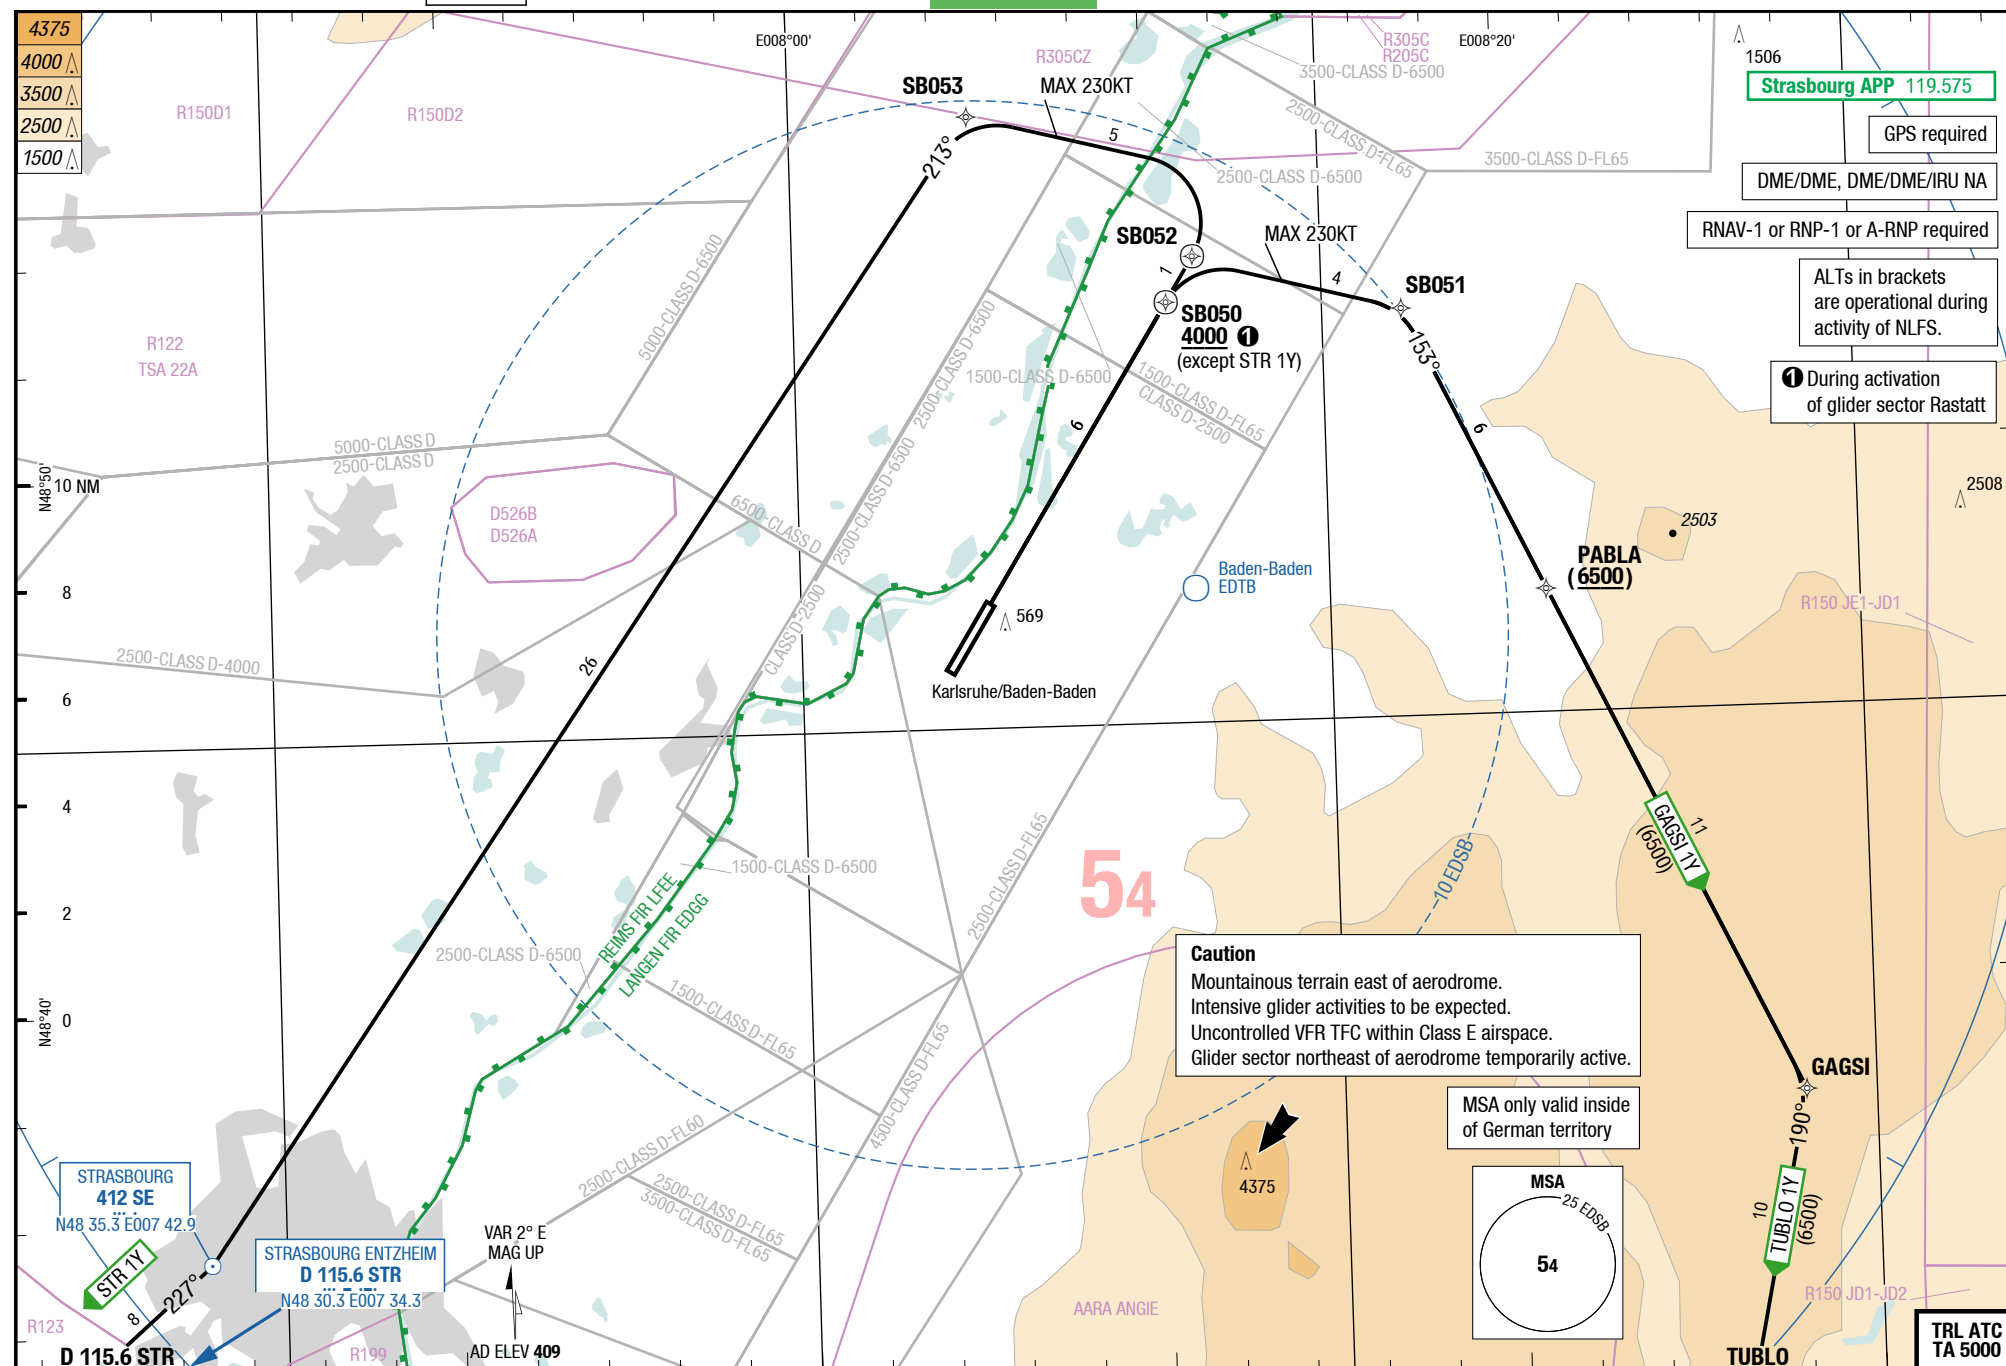 4375
4000
3500
2500
1500
R150D1
R150D2
E008°00'
R305CZ
R305C
R205C
E008°20'
3500-CLASS D-6500
1506
Strasbourg APP 119.575
GPS required
DME/DME, DME/DME/IRU NA
RNAV-1 or RNP-1 or A-RNP required
ALTs in brackets
are operational during
activity of NLFS.
❶ During activation
of glider sector Rastatt
SB053
MAX 230KT
5
213°
2500-CLASS D-FL65
3500-CLASS D-FL65
2500-CLASS D-6500
SB052
MAX 230KT
1
4
SB051
SB050
4000 ❶
(except STR 1Y)
153°
5000-CLASS D-6500
R122
TSA 22A
2500-CLASS D-6500
1500-CLASS D-6500
1500-CLASS D-FL65
CLASS D-2500
6
6
5000-CLASS D
2500-CLASS D
2500-CLASS D-6500
N48°50'
10 NM
2508
D526B
D526A
6500-CLASS D
2503
PABLA
(6500)
Baden-Baden
EDTB
8
569
R150 JE1-JD1
CLASS D-2500
2500-CLASS D-4000
26
Karlsruhe/Baden-Baden
6
4
11
GAGSI 1Y
(6500)
2500-CLASS D-FL65
1500-CLASS D-6500
54
10 EDSB
2
REIMS FIR LFEE
LANGEN FIR EDGG
2500-CLASS D-6500
Caution
Mountainous terrain east of aerodrome.
Intensive glider activities to be expected.
Uncontrolled VFR TFC within Class E airspace.
Glider sector northeast of aerodrome temporarily active.
1500-CLASS D-FL65
N48°40'
0
4500-CLASS D-FL65
GAGSI
MSA only valid inside
of German territory
190°
2500-CLASS D-FL60
2500-CLASS D-FL65
3500-CLASS D-FL65
4375
STRASBOURG
412 SE
N48 35.3 E007 42.9
MSA
25 EDSB
54
10
TUBLO 1Y
(6500)
VAR 2° E
MAG UP
STRASBOURG ENTZHEIM
D 115.6 STR
N48 30.3 E007 34.3
STR 1Y
227°
8
R150 JD1-JD2
AARA ANGIE
R123
R199
AD ELEV 409
D 115.6 STR
TUBLO
TRL ATC
TA 5000